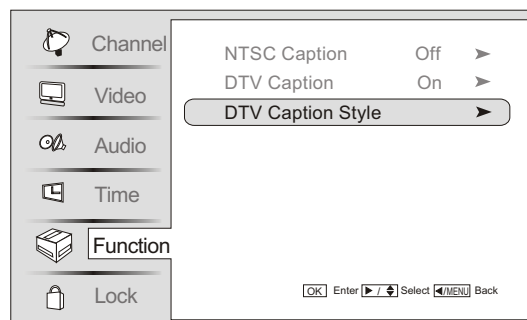 Channel
Video
Audio
Time
Function
Lock
NTSC Caption Off ➤
DTV Caption On ➤
DTV Caption Style ➤
OK Enter ▶ / ◆ Select ◀/MENU Back